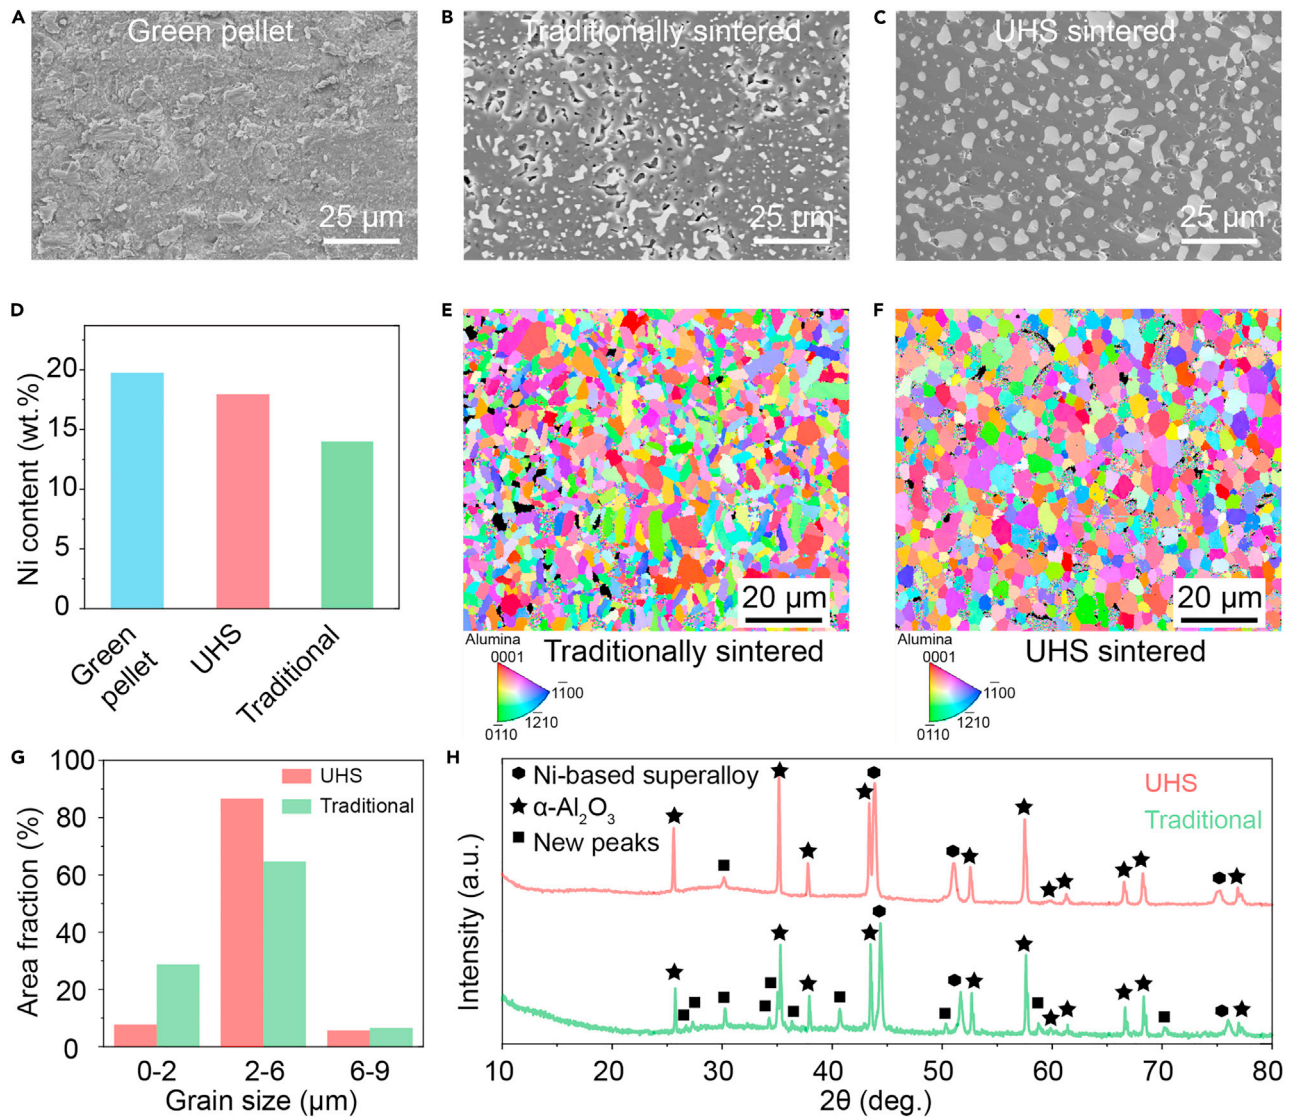 A
Green pellet
25 μm
B
Traditionally sintered
25 μm
C
UHS sintered
25 μm
D
Ni content (wt.%)
20
15
10
5
0
Green pellet
UHS
Traditional
E
20 μm
Alumina
0001
1̅100
1̅21̅0
01̅10
Traditionally sintered
F
20 μm
Alumina
0001
1̅100
1̅21̅0
01̅10
UHS sintered
G
Area fraction (%)
100
80
60
40
20
0
UHS
Traditional
0-2
2-6
6-9
Grain size (μm)
H
Intensity (a.u.)
Ni-based superalloy
α-Al₂O₃
New peaks
UHS
Traditional
10 20 30 40 50 60 70 80
2θ (deg.)